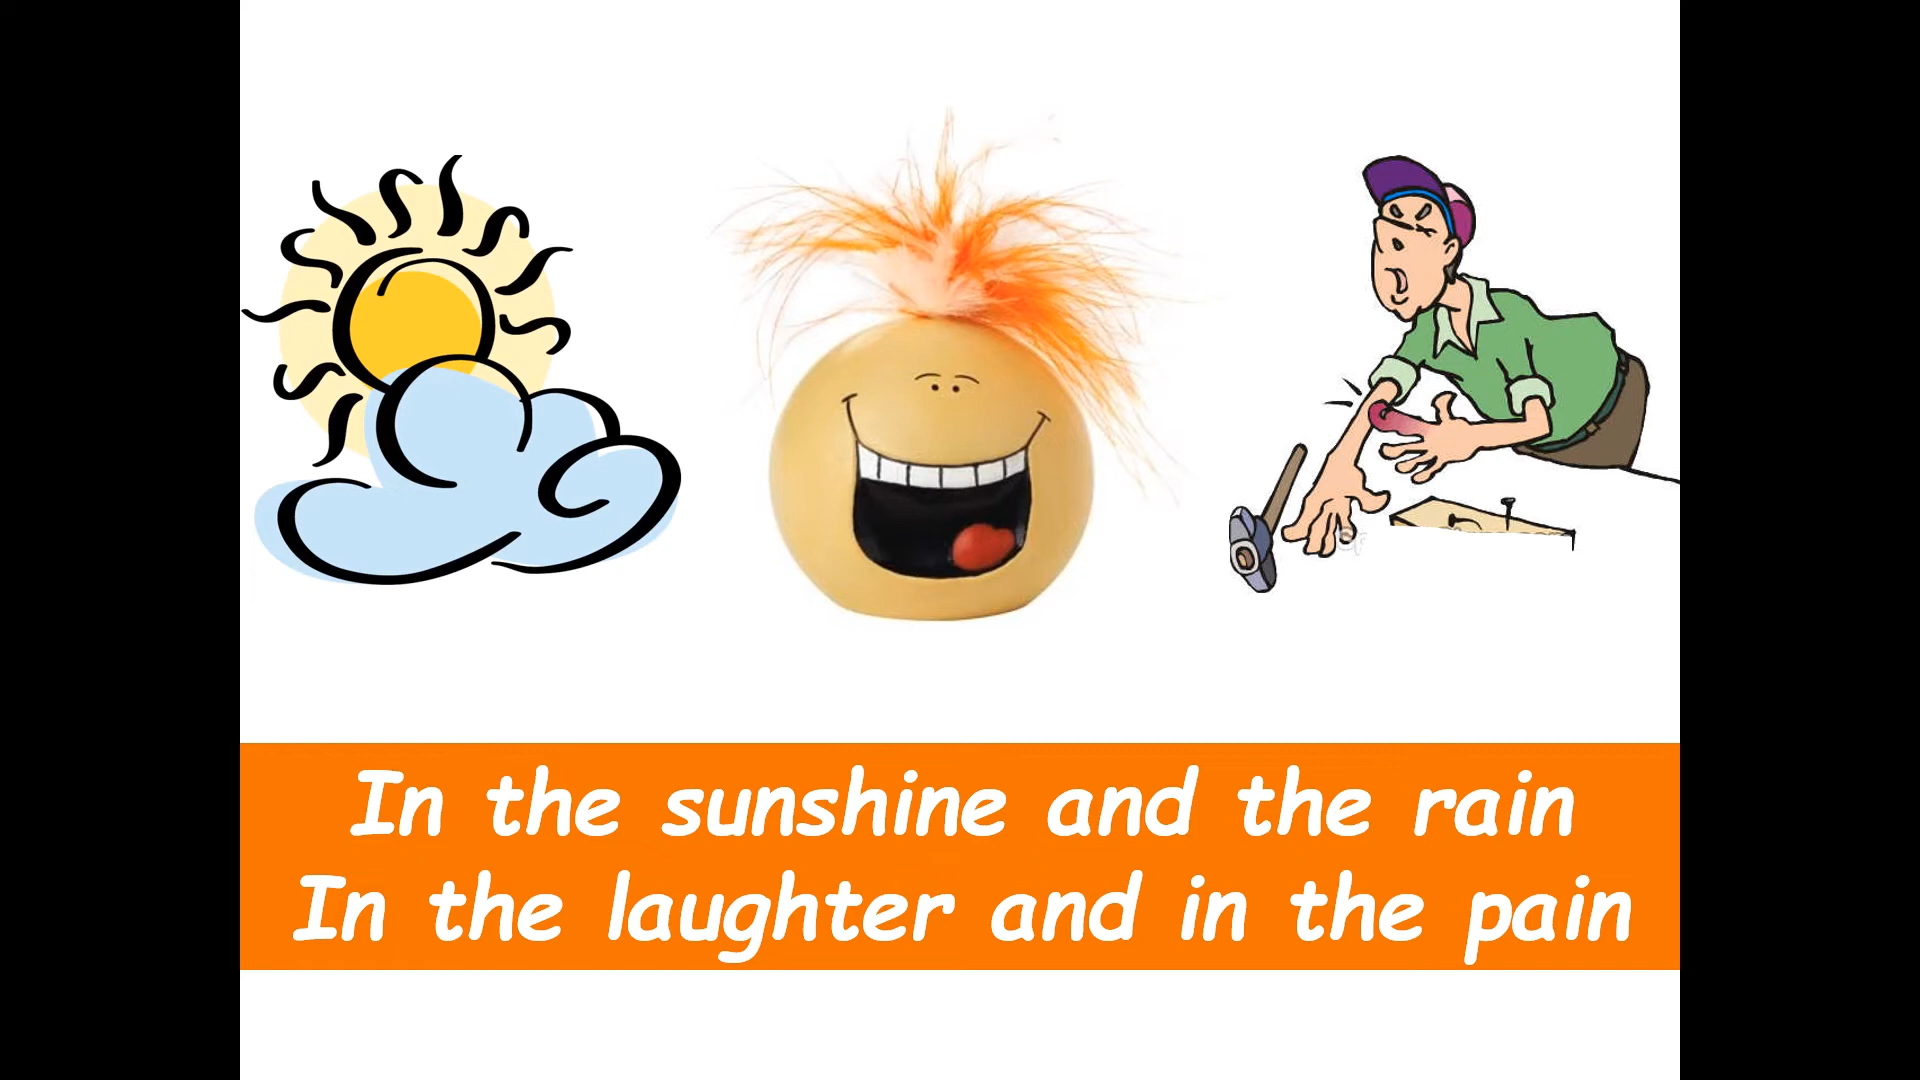 In the sunshine and the rain
In the laughter and in the pain